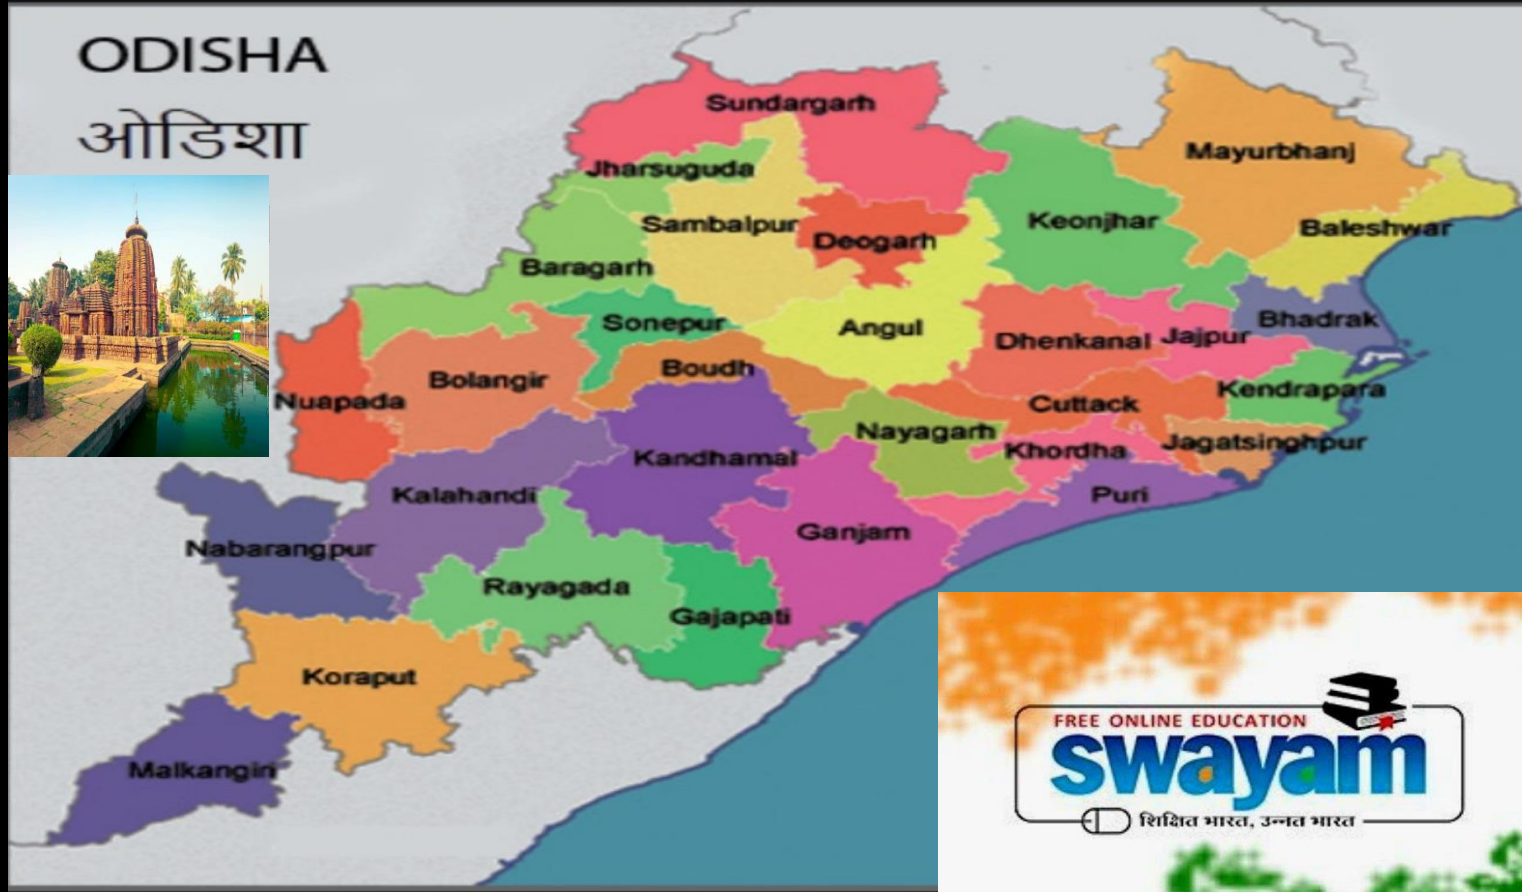 ODISHA
ओडिशा
Sundargarh
Jharsuguda
Mayurbhanj
Sambalpur
Deogarh
Keonjhar
Baleshwar
Baragarh
Sonepur
Angul
Dhenkanal
Jajpur
Bhadrak
Boudh
Bolangir
Nuapada
Cuttack
Kendrapara
Nayagarh
Khordha
Jagatsinghpur
Kandhamal
Kalahandi
Puri
Ganjam
Nabarangpur
Rayagada
Gajapati
Koraput
Malkangiri
FREE ONLINE EDUCATION
swayam
शिक्षित भारत, उन्नत भारत